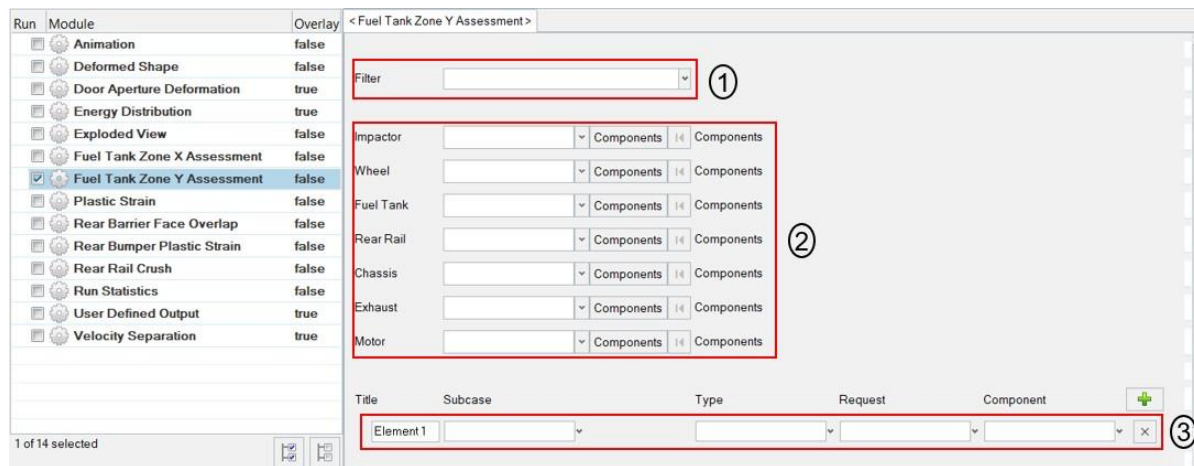 Run Module Overlay
Animation false
Deformed Shape false
Door Aperture Deformation true
Energy Distribution true
Exploded View false
Fuel Tank Zone X Assessment false
Fuel Tank Zone Y Assessment false
Plastic Strain false
Rear Barrier Face Overlap false
Rear Bumper Plastic Strain false
Rear Rail Crush false
Run Statistics false
User Defined Output true
Velocity Separation true
1 of 14 selected
< Fuel Tank Zone Y Assessment >
Filter 1
Impactor Components Components
Wheel Components Components
Fuel Tank Components Components
Rear Rail Components Components
2
Chassis Components Components
Exhaust Components Components
Motor Components Components
Title Subcase Type Request Component
Element 1 3